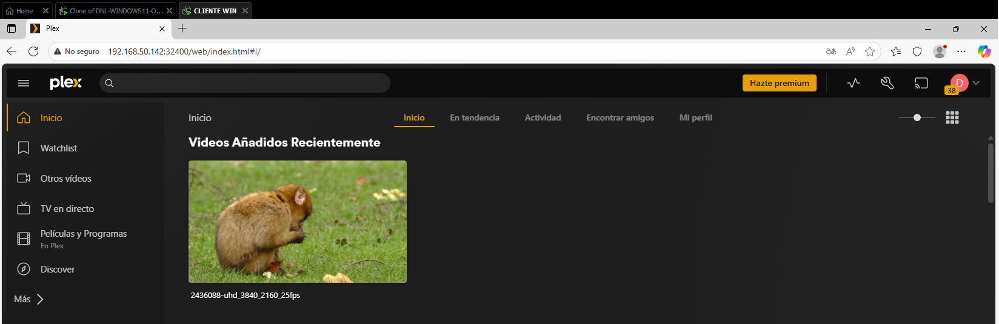 Home
Clone of DNL-WINDOWS11-O...
CLIENTE WIN
Plex
No seguro
192.168.50.142:32400/web/index.html#!/
aあ
plex
Hazte premium
D
38
Inicio
Watchlist
Otros vídeos
TV en directo
Películas y Programas
En Plex
Discover
Más
Inicio
Inicio
En tendencia
Actividad
Encontrar amigos
Mi perfil
Videos Añadidos Recientemente
2436088-uhd_3840_2160_25fps